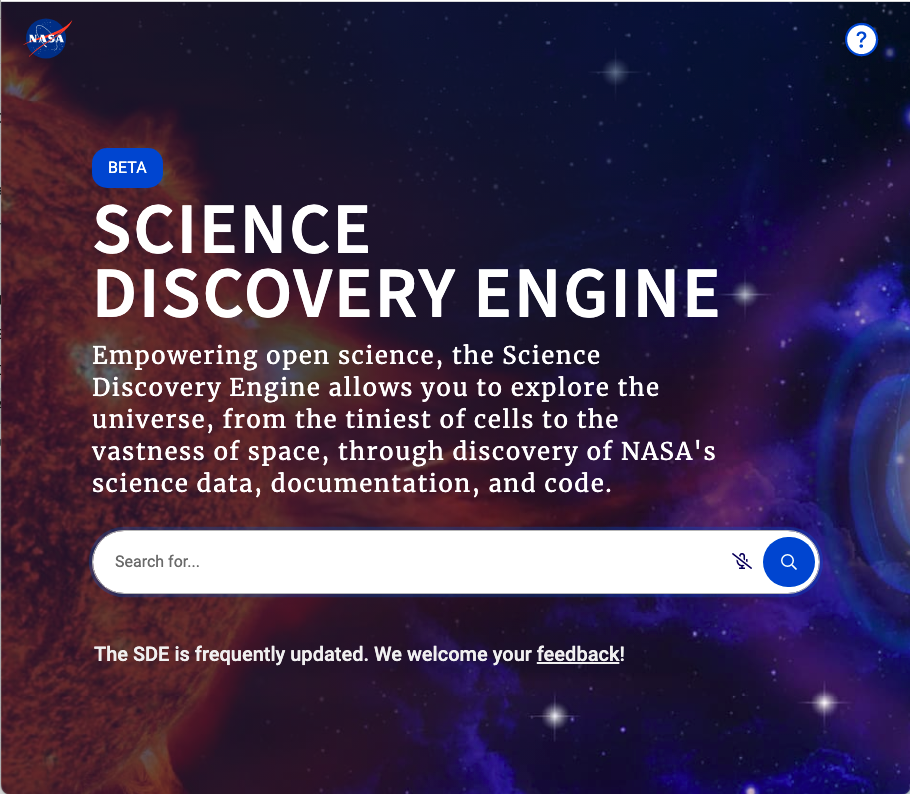 NASA
?
BETA
SCIENCE
DISCOVERY ENGINE
Empowering open science, the Science
Discovery Engine allows you to explore the
universe, from the tiniest of cells to the
vastness of space, through discovery of NASA's
science data, documentation, and code.
Search for...
The SDE is frequently updated. We welcome your feedback!